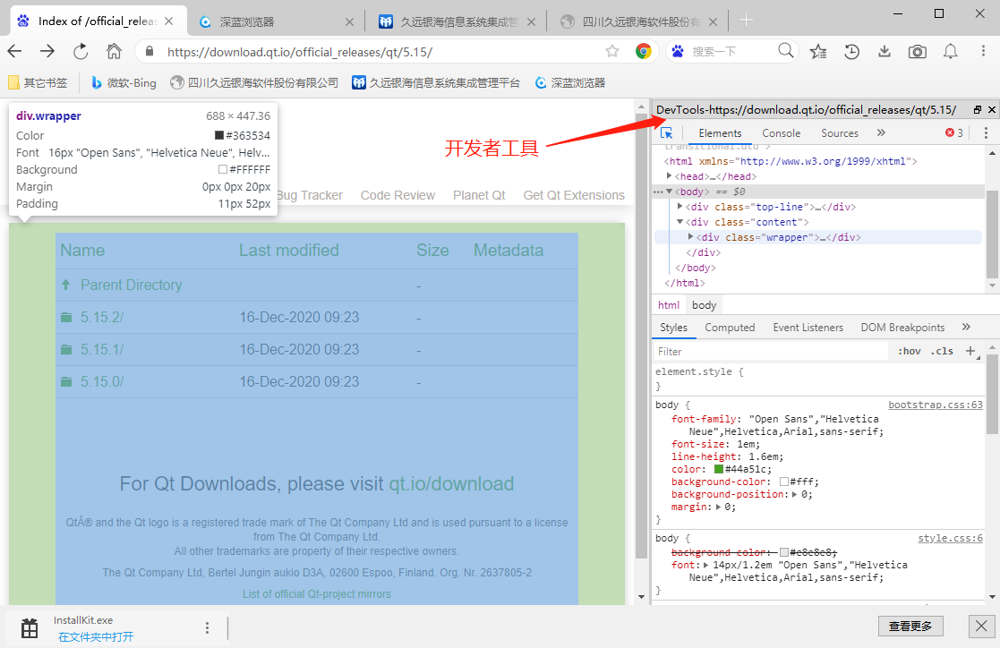 Index of /official_releas
深蓝浏览器
久远银海信息系统集成管
四川久远银海软件股份有
https://download.qt.io/official_releases/qt/5.15/
搜索一下
其它书签
微软-Bing
四川久远银海软件股份有限公司
久远银海信息系统集成管理平台
深蓝浏览器
div.wrapper 688 × 447.36
Color #363534
Font 16px "Open Sans", "Helvetica Neue", Helv...
Background #FFFFFF
Margin 0px 0px 20px
Padding 11px 52px
开发者工具
Bug Tracker Code Review Planet Qt Get Qt Extensions
Name Last modified Size Metadata
Parent Directory -
5.15.2/ 16-Dec-2020 09:23 -
5.15.1/ 16-Dec-2020 09:23 -
5.15.0/ 16-Dec-2020 09:23 -
For Qt Downloads, please visit qt.io/download
QtÂ® and the Qt logo is a registered trade mark of The Qt Company Ltd and is used pursuant to a license
from The Qt Company Ltd.
All other trademarks are property of their respective owners.
The Qt Company Ltd, Bertel Jungin aukio D3A, 02600 Espoo, Finland. Org. Nr. 2637805-2
List of official Qt-project mirrors
DevTools-https://download.qt.io/official_releases/qt/5.15/
Elements Console Sources » 3
transitional.dtd">
<html xmlns="http://www.w3.org/1999/xhtml">
<head>…</head>
… <body> == $0
<div class="top-line">…</div>
<div class="content">
<div class="wrapper">…</div>
</div>
</body>
</html>
html body
Styles Computed Event Listeners DOM Breakpoints »
Filter :hov .cls +
element.style {
}
body { bootstrap.css:63
font-family: "Open Sans","Helvetica
Neue",Helvetica,Arial,sans-serif;
font-size: 1em;
line-height: 1.6em;
color: #44a51c;
background-color: #fff;
background-position: 0;
margin: 0;
}
body { style.css:6
background-color: #e8e8e8;
font: 14px/1.2em "Open Sans","Helvetica
Neue",Helvetica,Arial,sans-serif;
}
InstallKit.exe
在文件夹中打开
查看更多